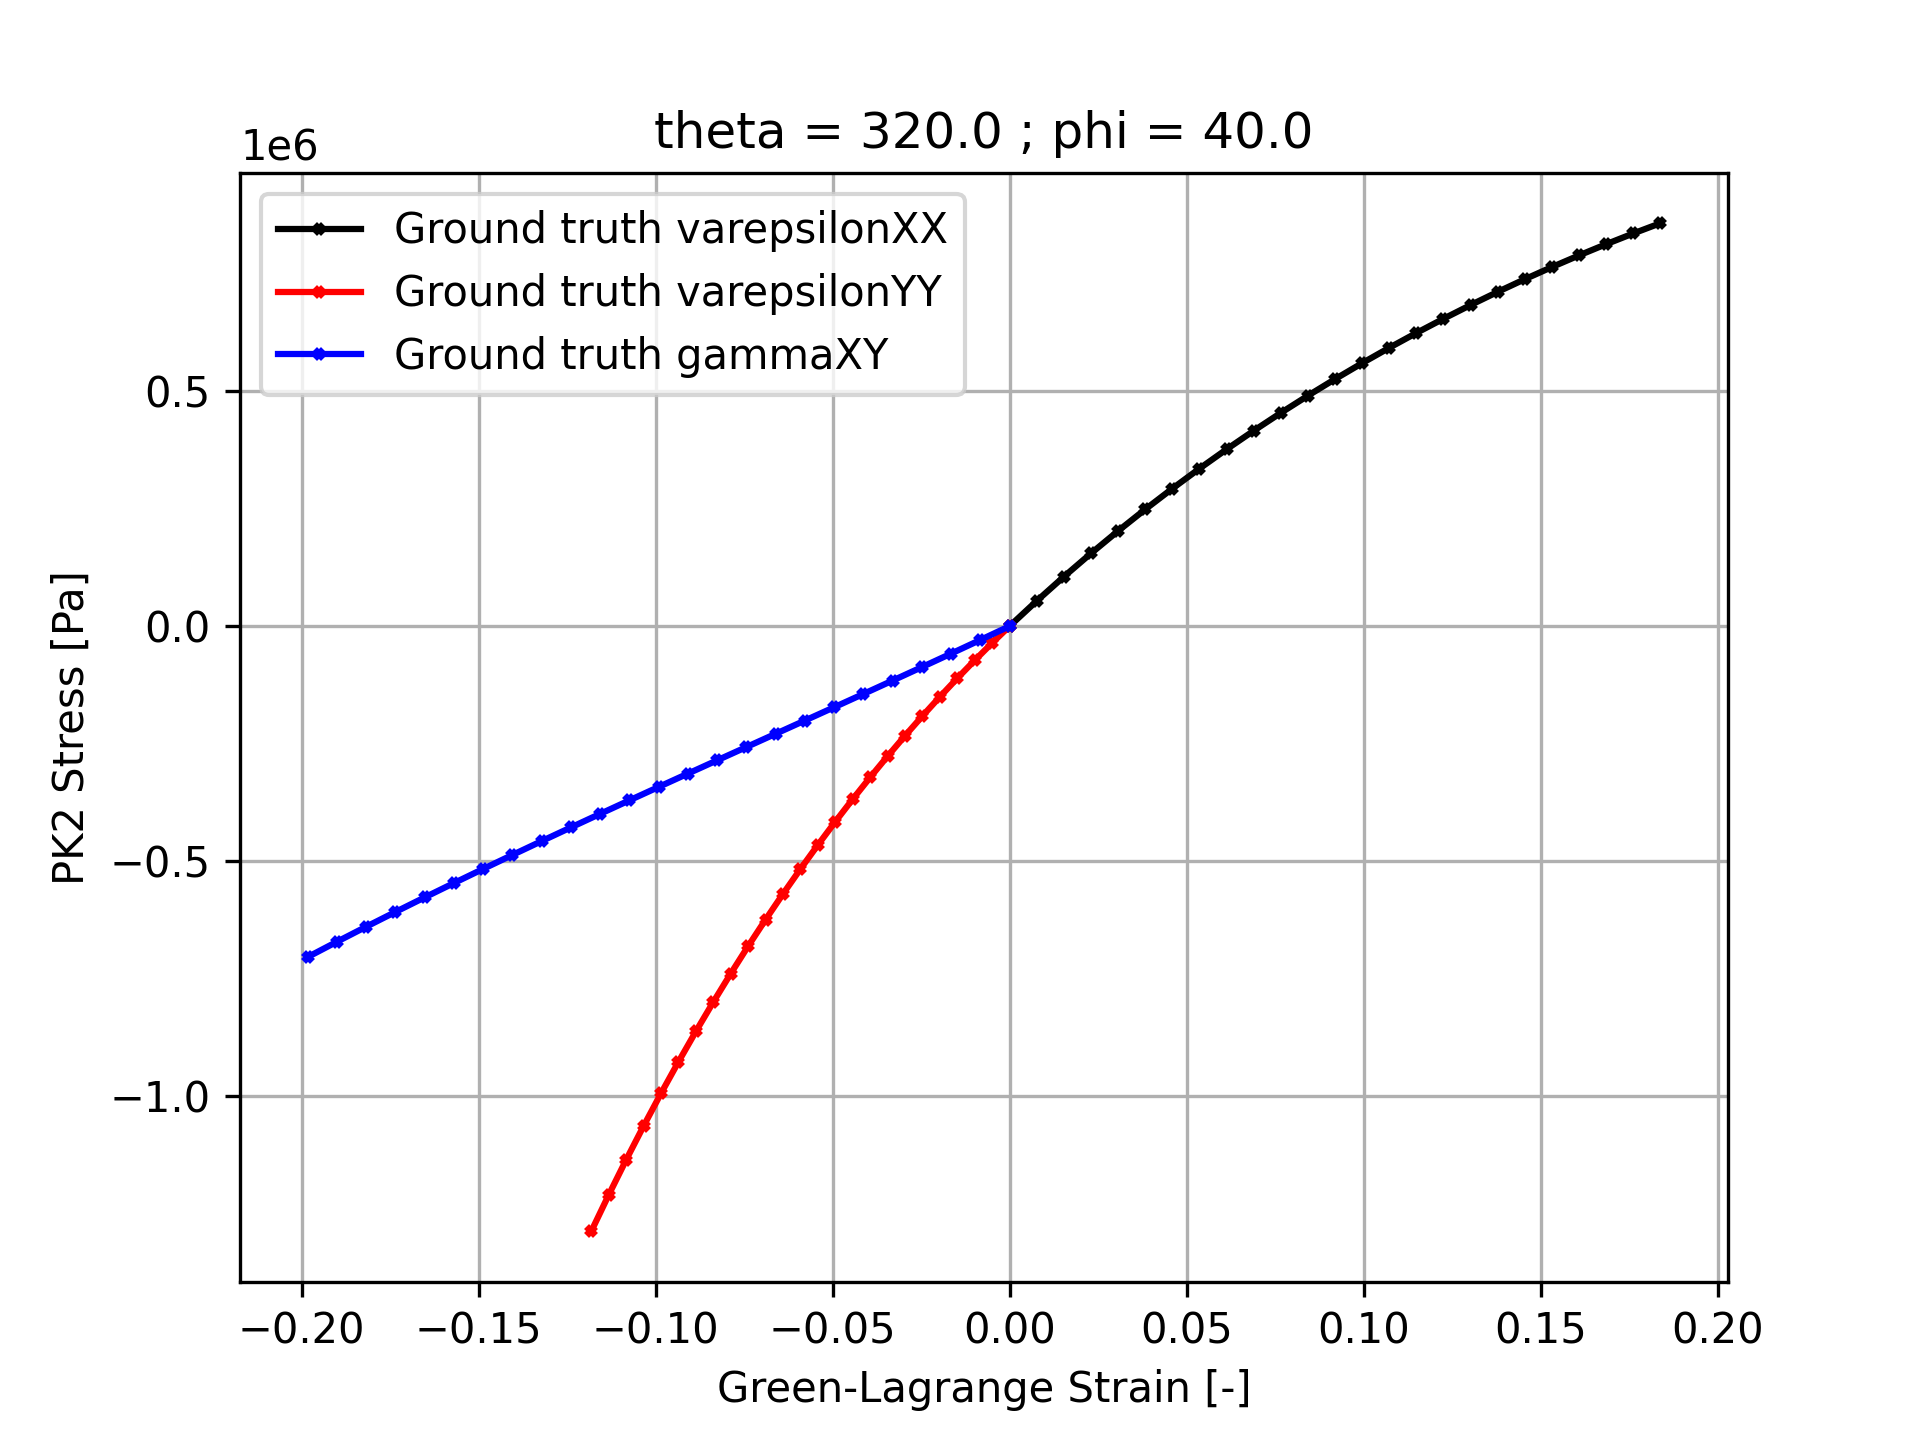 theta = 320.0 ; phi = 40.0
1e6
Ground truth varepsilonXX
Ground truth varepsilonYY
Ground truth gammaXY
0.5
0.0
−0.5
−1.0
PK2 Stress [Pa]
−0.20 −0.15 −0.10 −0.05 0.00 0.05 0.10 0.15 0.20
Green-Lagrange Strain [-]